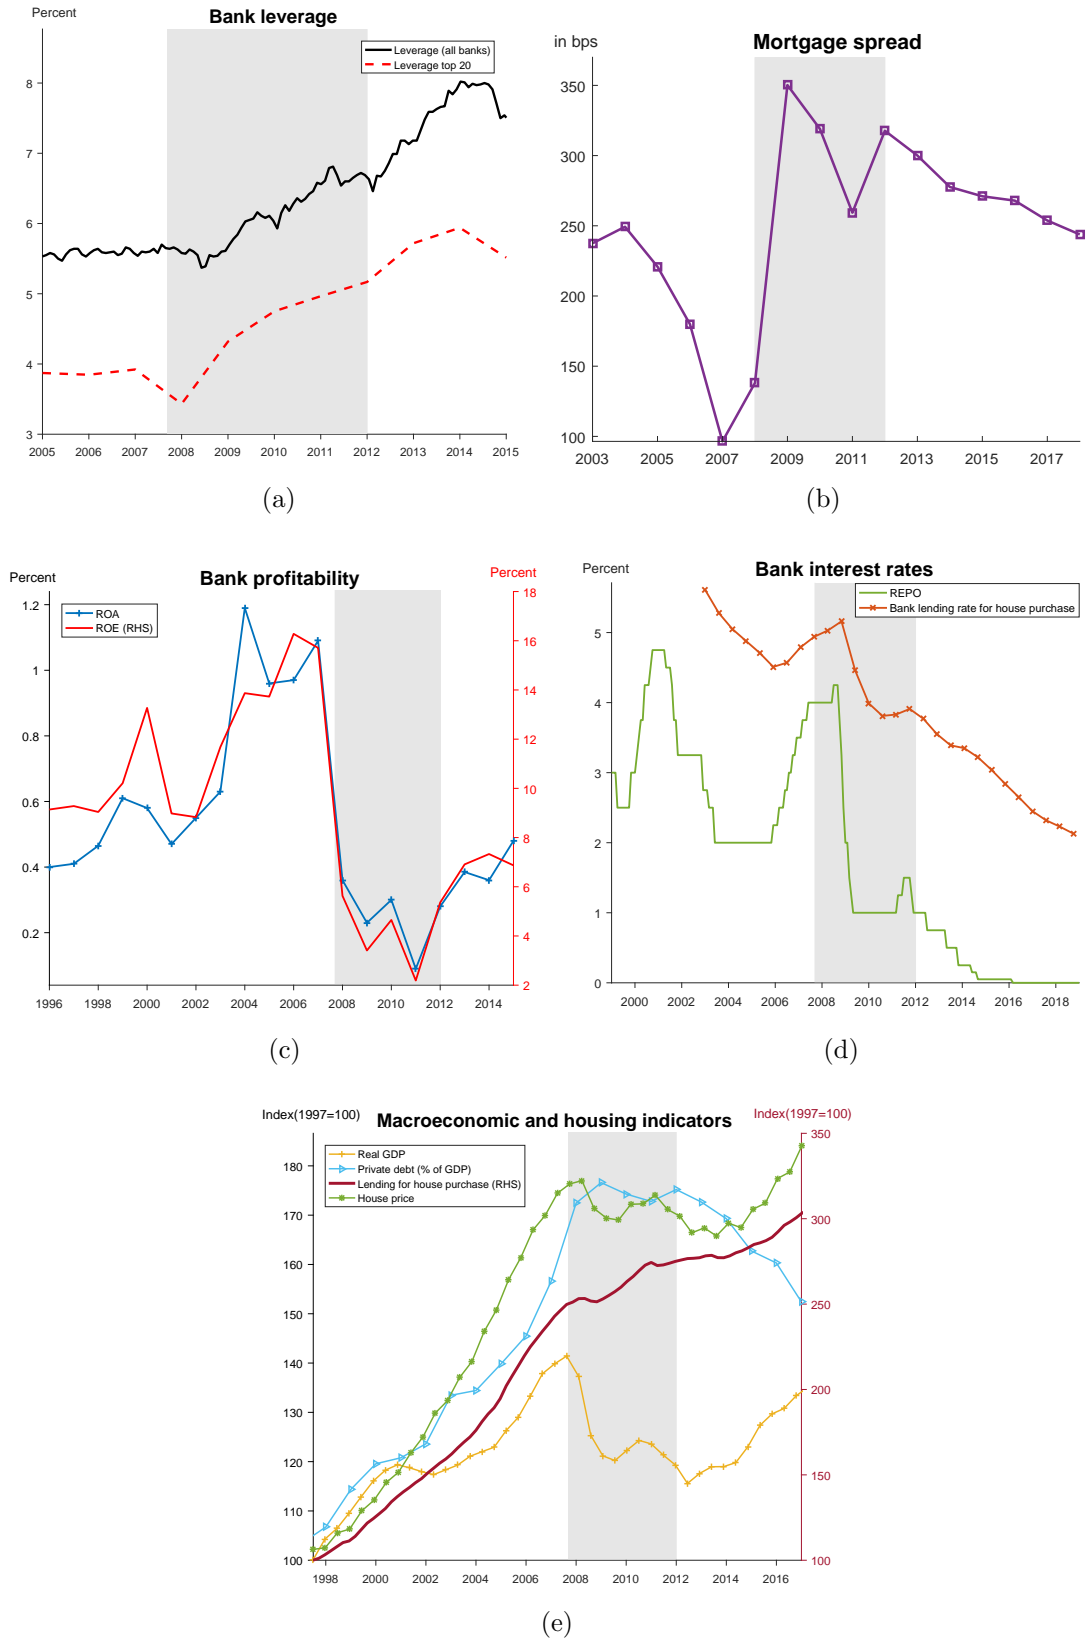 Percent
Bank leverage
Leverage (all banks)
Leverage top 20
8
7
6
5
4
3
2005 2006 2007 2008 2009 2010 2011 2012 2013 2014 2015
(a)
in bps
Mortgage spread
350
300
250
200
150
100
2003 2005 2007 2009 2011 2013 2015 2017
(b)
Percent
Bank profitability
Percent
ROA
ROE (RHS)
1.2
1
0.8
0.6
0.4
0.2
18
16
14
12
10
8
6
4
2
1996 1998 2000 2002 2004 2006 2008 2010 2012 2014
(c)
Percent
Bank interest rates
REPO
Bank lending rate for house purchase
5
4
3
2
1
0
2000 2002 2004 2006 2008 2010 2012 2014 2016 2018
(d)
Index(1997=100)
Macroeconomic and housing indicators
Index(1997=100)
Real GDP
Private debt (% of GDP)
Lending for house purchase (RHS)
House price
180
170
160
150
140
130
120
110
100
350
300
250
200
150
100
1998 2000 2002 2004 2006 2008 2010 2012 2014 2016
(e)